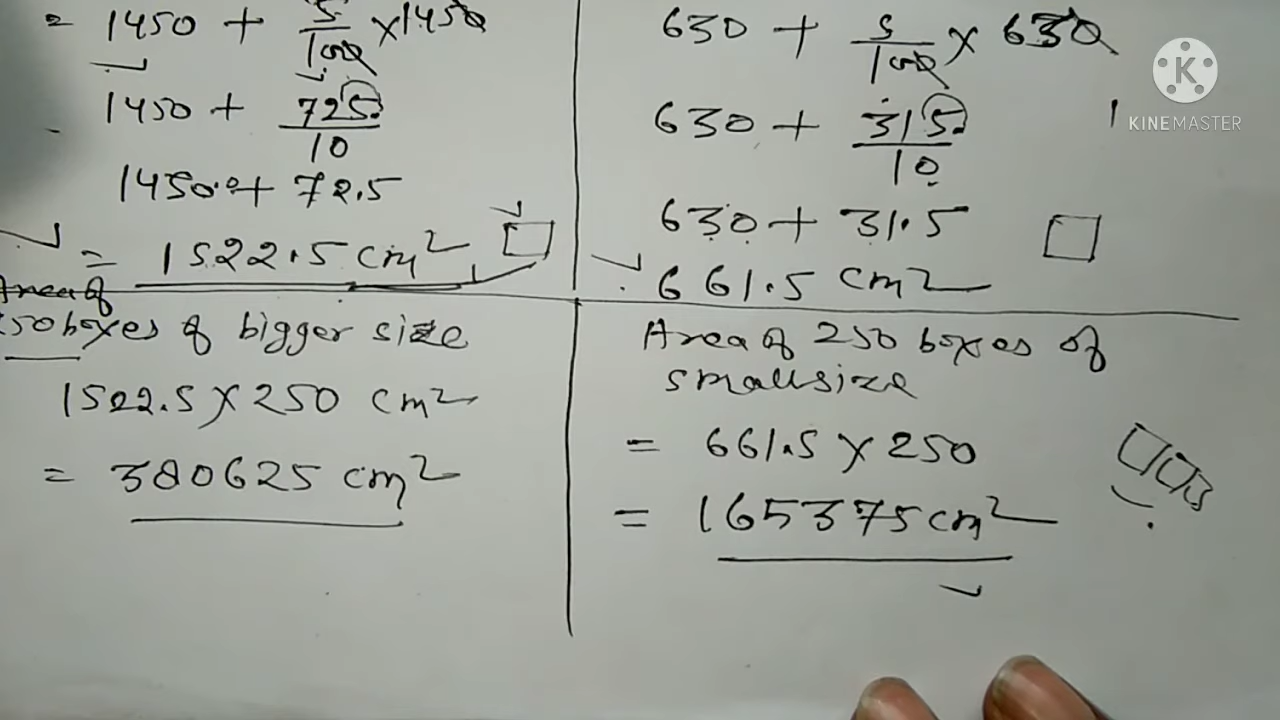 = 1450 + 5/100 × 1450
1450 + 725/10
1450.0 + 72.5
= 1522.5 cm²
Area of
250 boxes of bigger size
1522.5 × 250 cm²
= 380625 cm²
630 + 5/100 × 630
630 + 315/10
630 + 31.5
661.5 cm²
Area of 250 boxes of
small size
= 661.5 × 250
= 165375 cm²
K
KINEMASTER